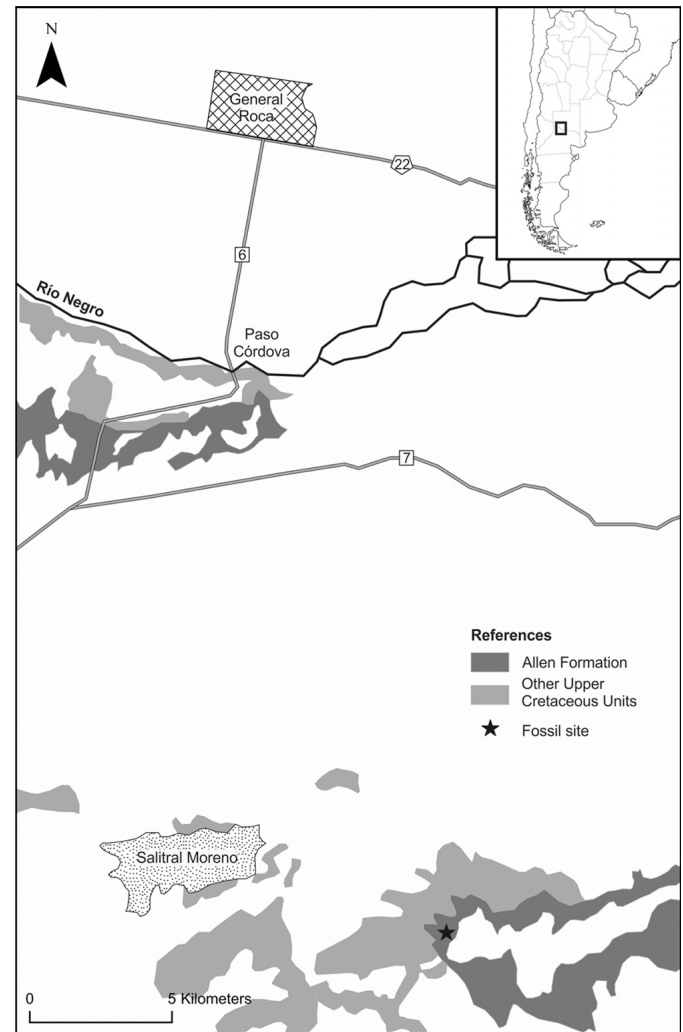 N
General
Roca
22
6
Río Negro
Paso
Córdova
7
References
Allen Formation
Other Upper
Cretaceous Units
Fossil site
Salitral Moreno
0
5 Kilometers